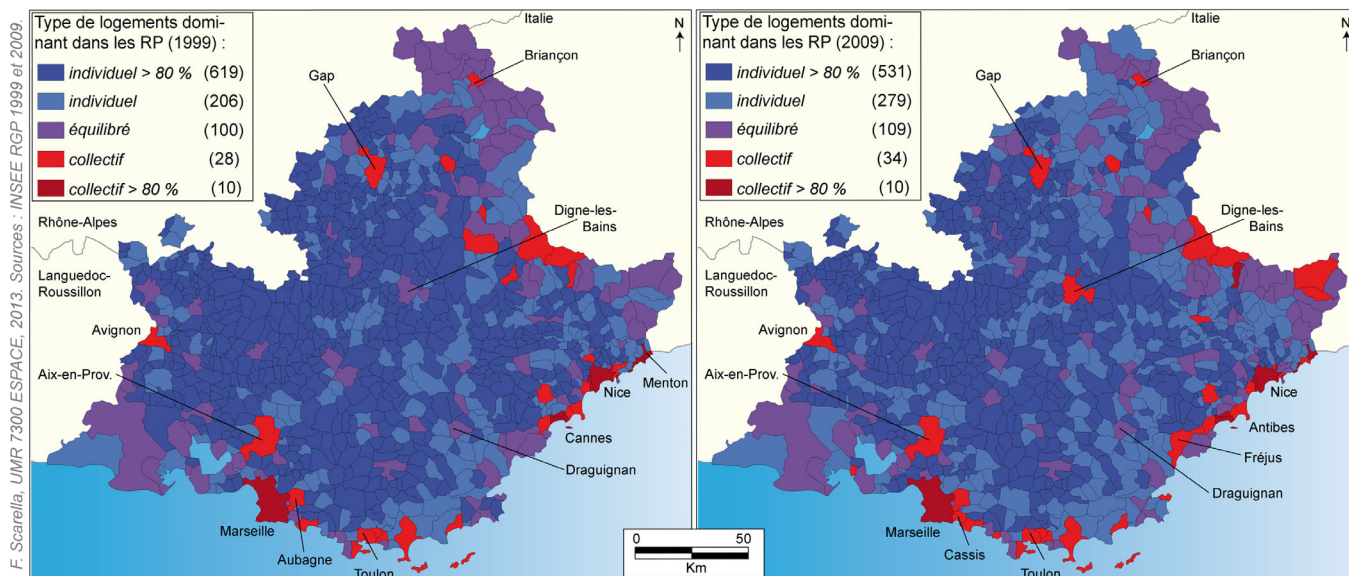 F. Scarella, UMR 7300 ESPACE, 2013. Sources : INSEE RGP 1999 et 2009.
Type de logements domi-
nant dans les RP (1999) :
individuel > 80 % (619)
individuel (206)
équilibré (100)
collectif (28)
collectif > 80 % (10)
Italie
N
Briançon
Gap
Digne-les-
Bains
Rhône-Alpes
Languedoc-
Roussillon
Avignon
Aix-en-Prov.
Menton
Nice
Cannes
Draguignan
Marseille
Aubagne
Toulon
0 50
Km
Type de logements domi-
nant dans les RP (2009) :
individuel > 80 % (531)
individuel (279)
équilibré (109)
collectif (34)
collectif > 80 % (10)
Italie
N
Briançon
Gap
Digne-les-
Bains
Rhône-Alpes
Languedoc-
Roussillon
Avignon
Aix-en-Prov.
Nice
Antibes
Fréjus
Draguignan
Marseille
Cassis
Toulon